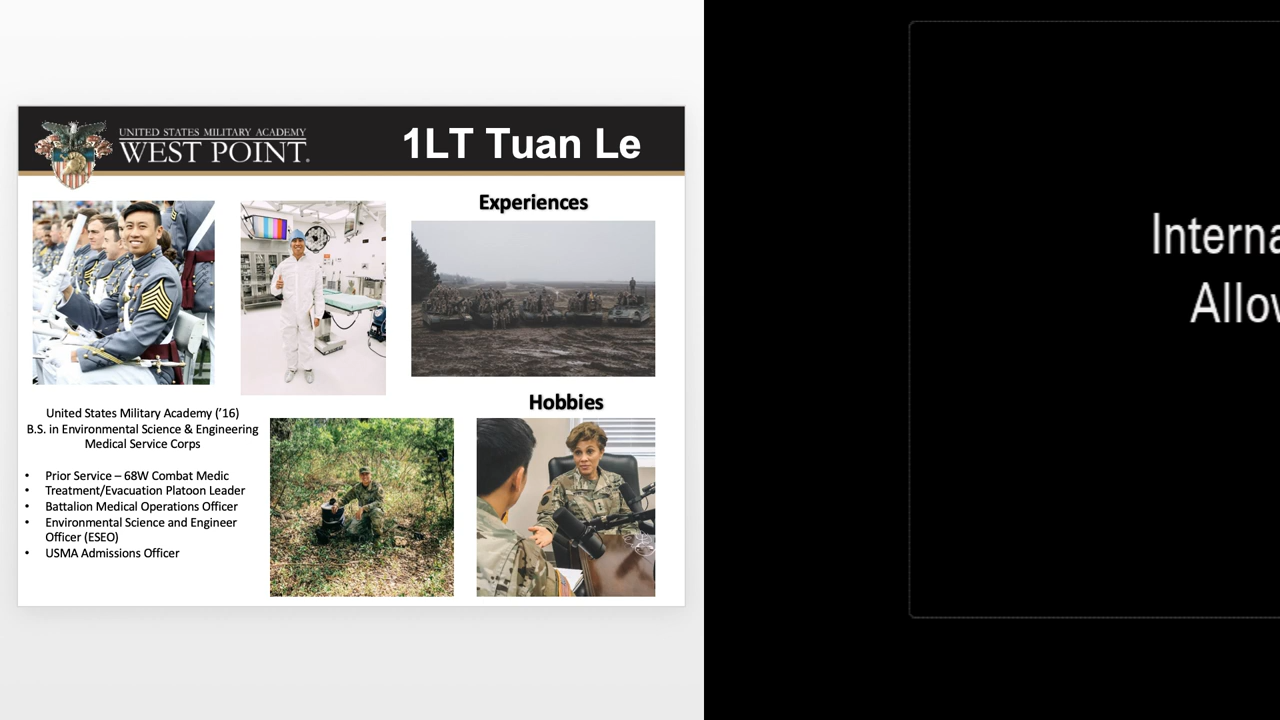 UNITED STATES MILITARY ACADEMY
WEST POINT.
1LT Tuan Le
Experiences
Hobbies
United States Military Academy ('16)
B.S. in Environmental Science & Engineering
Medical Service Corps
• Prior Service – 68W Combat Medic
• Treatment/Evacuation Platoon Leader
• Battalion Medical Operations Officer
• Environmental Science and Engineer
Officer (ESEO)
• USMA Admissions Officer
Interna
Allow